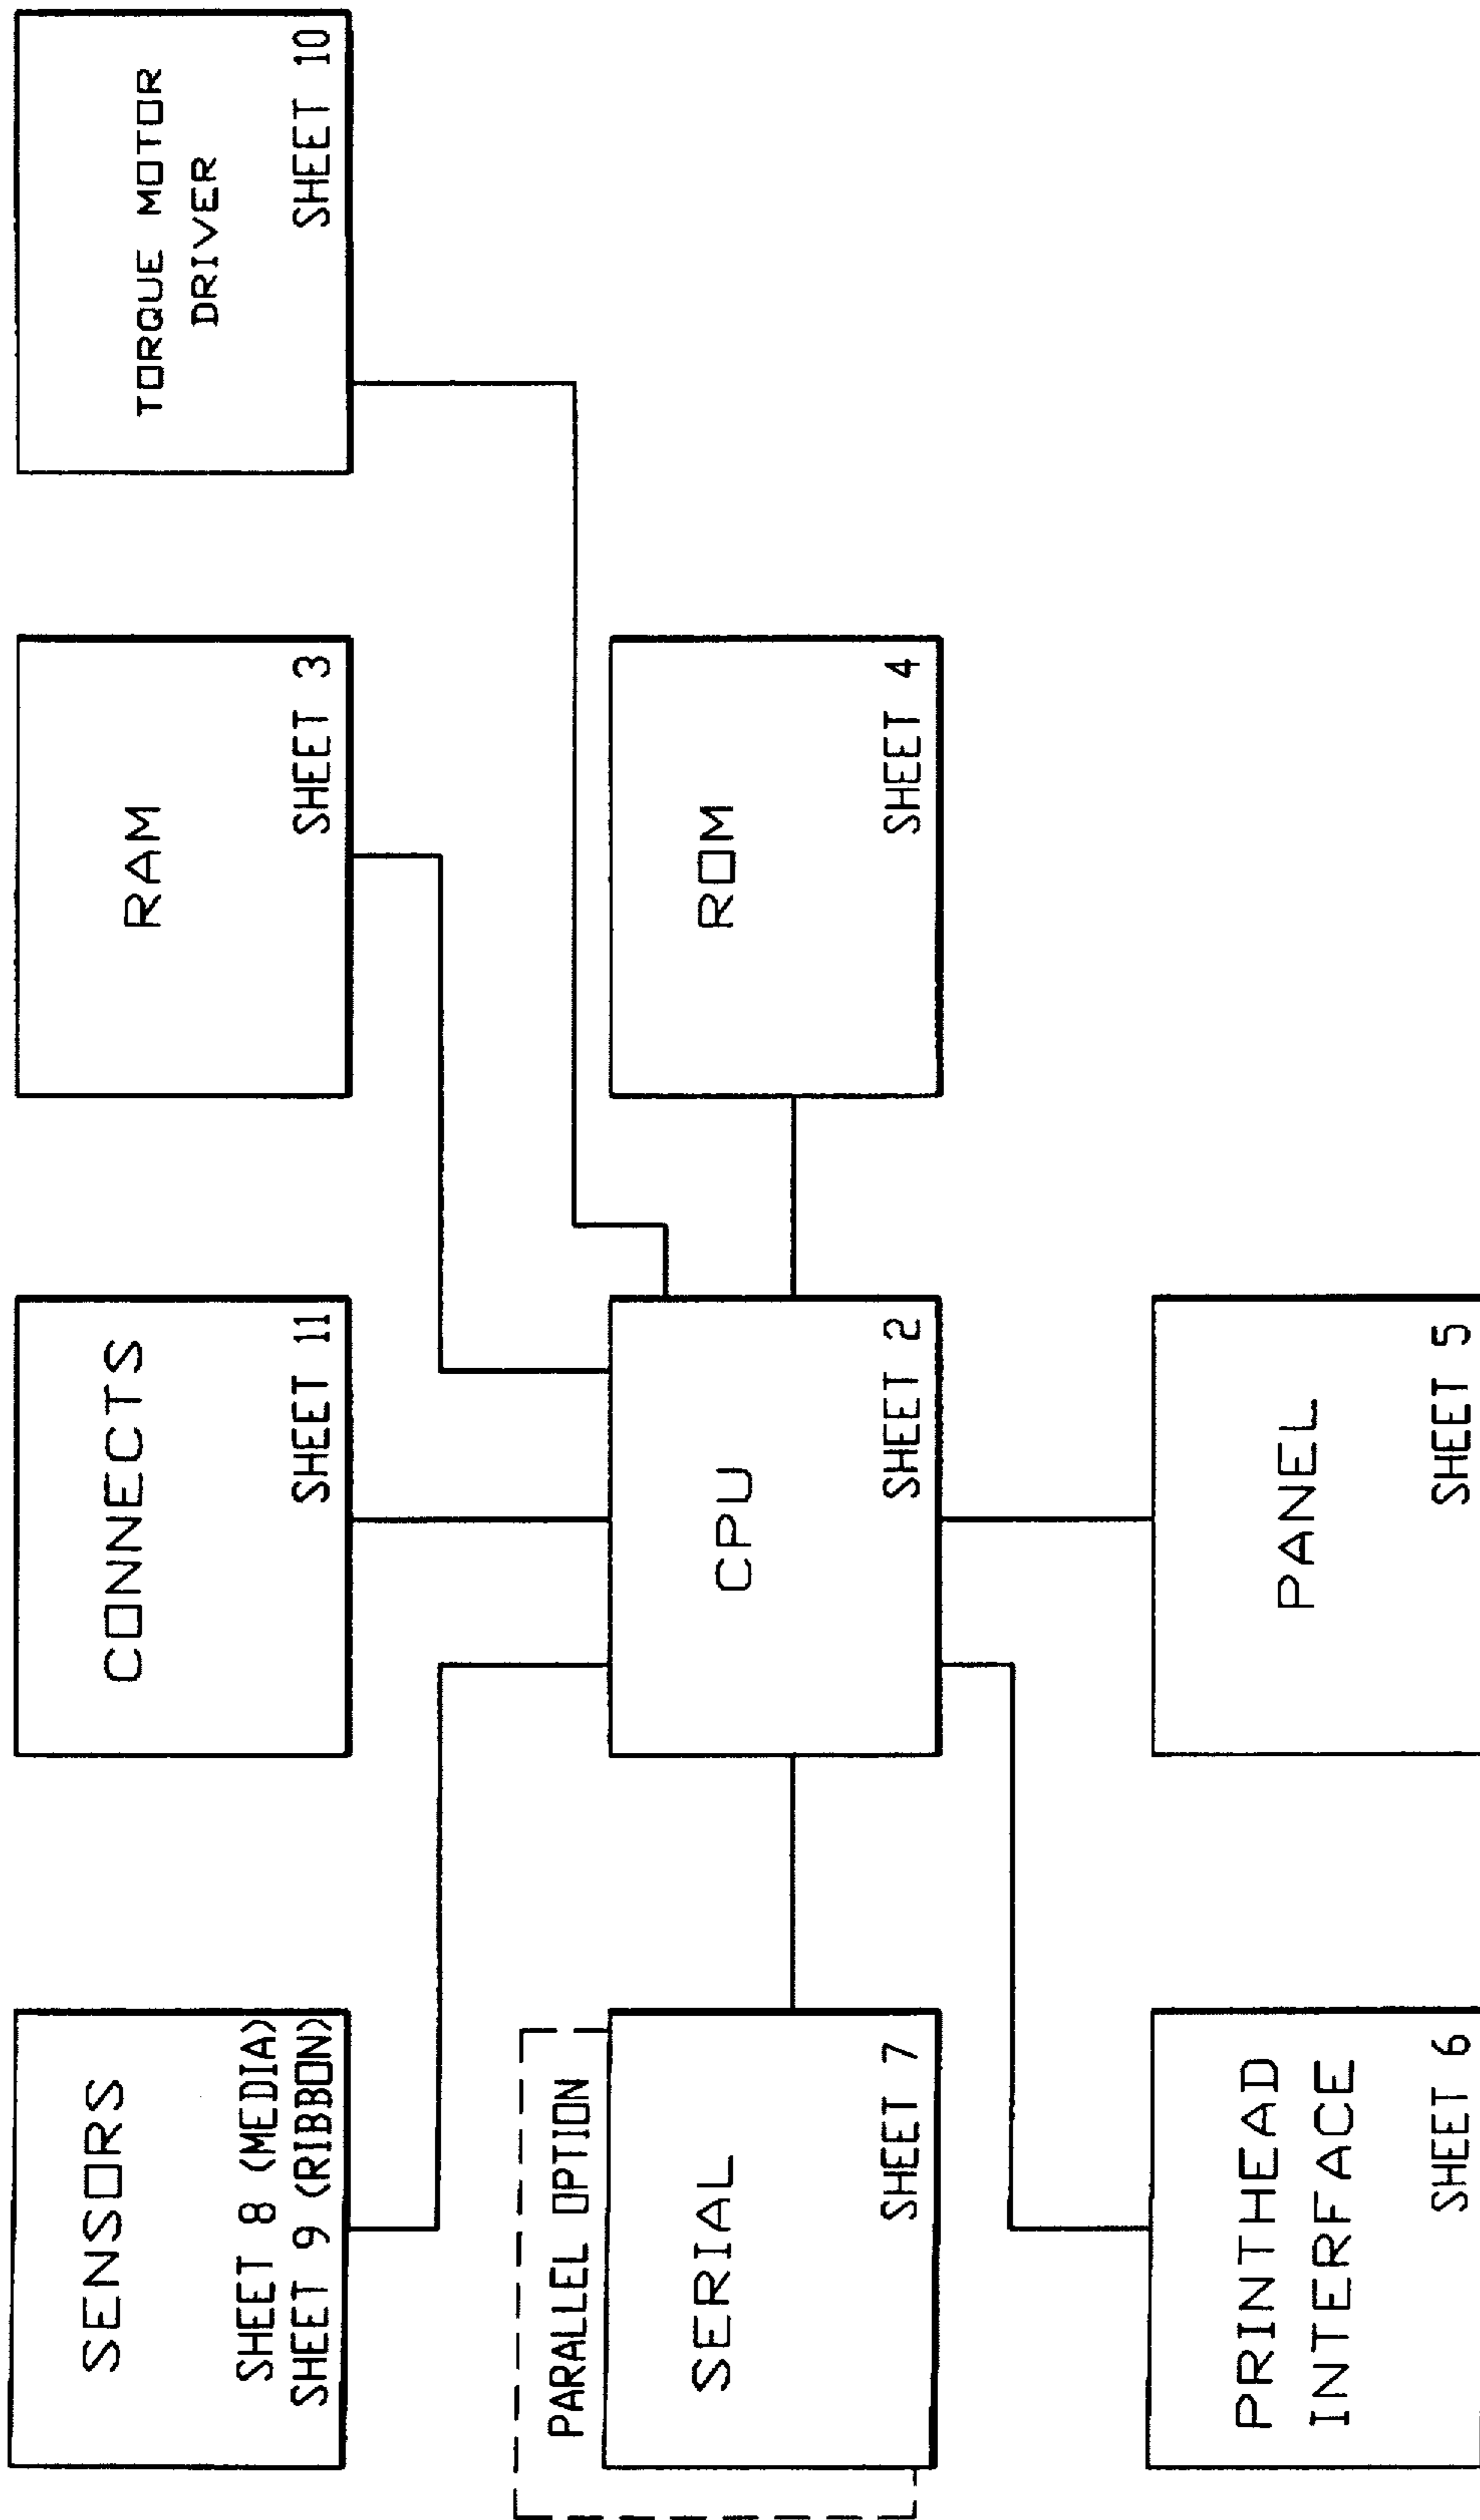 SENSORS
SHEET 8 (MEDIA)
SHEET 9 (RIBBON)
CONNECTS
SHEET 11
RAM
SHEET 3
TORQUE MOTOR
DRIVER
SHEET 10
PARALLEL OPTION
SERIAL
SHEET 7
CPU
SHEET 2
ROM
SHEET 4
PRINTHEAD
INTERFACE
SHEET 6
PANEL
SHEET 5